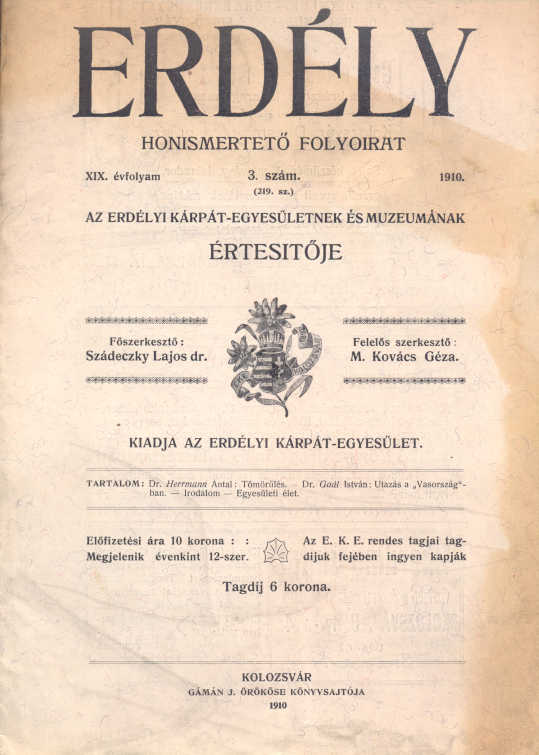 ERDÉLY
HONISMERTETŐ FOLYOIRAT
XIX. évfolyam 3. szám. 1910.
(219. sz.)
AZ ERDÉLYI KÁRPÁT-EGYESÜLETNEK ÉS MUZEUMÁNAK
ÉRTESITŐJE
Főszerkesztő:
Szádeczky Lajos dr.
Felelős szerkesztő:
M. Kovács Géza.
KIADJA AZ ERDÉLYI KÁRPÁT-EGYESÜLET.
TARTALOM: Dr. Herrmann Antal: Tömörülés. — Dr. Gaál István: Utazás a „Vasország"-
ban. — Irodalom — Egyesületi élet.
Előfizetési ára 10 korona : :
Megjelenik évenkint 12-szer.
Az E. K. E. rendes tagjai tag-
dijuk fejében ingyen kapják
Tagdij 6 korona.
KOLOZSVÁR
GÁMÁN J. ÖRÖKÖSE KÖNYVSAJTÓJA
1910